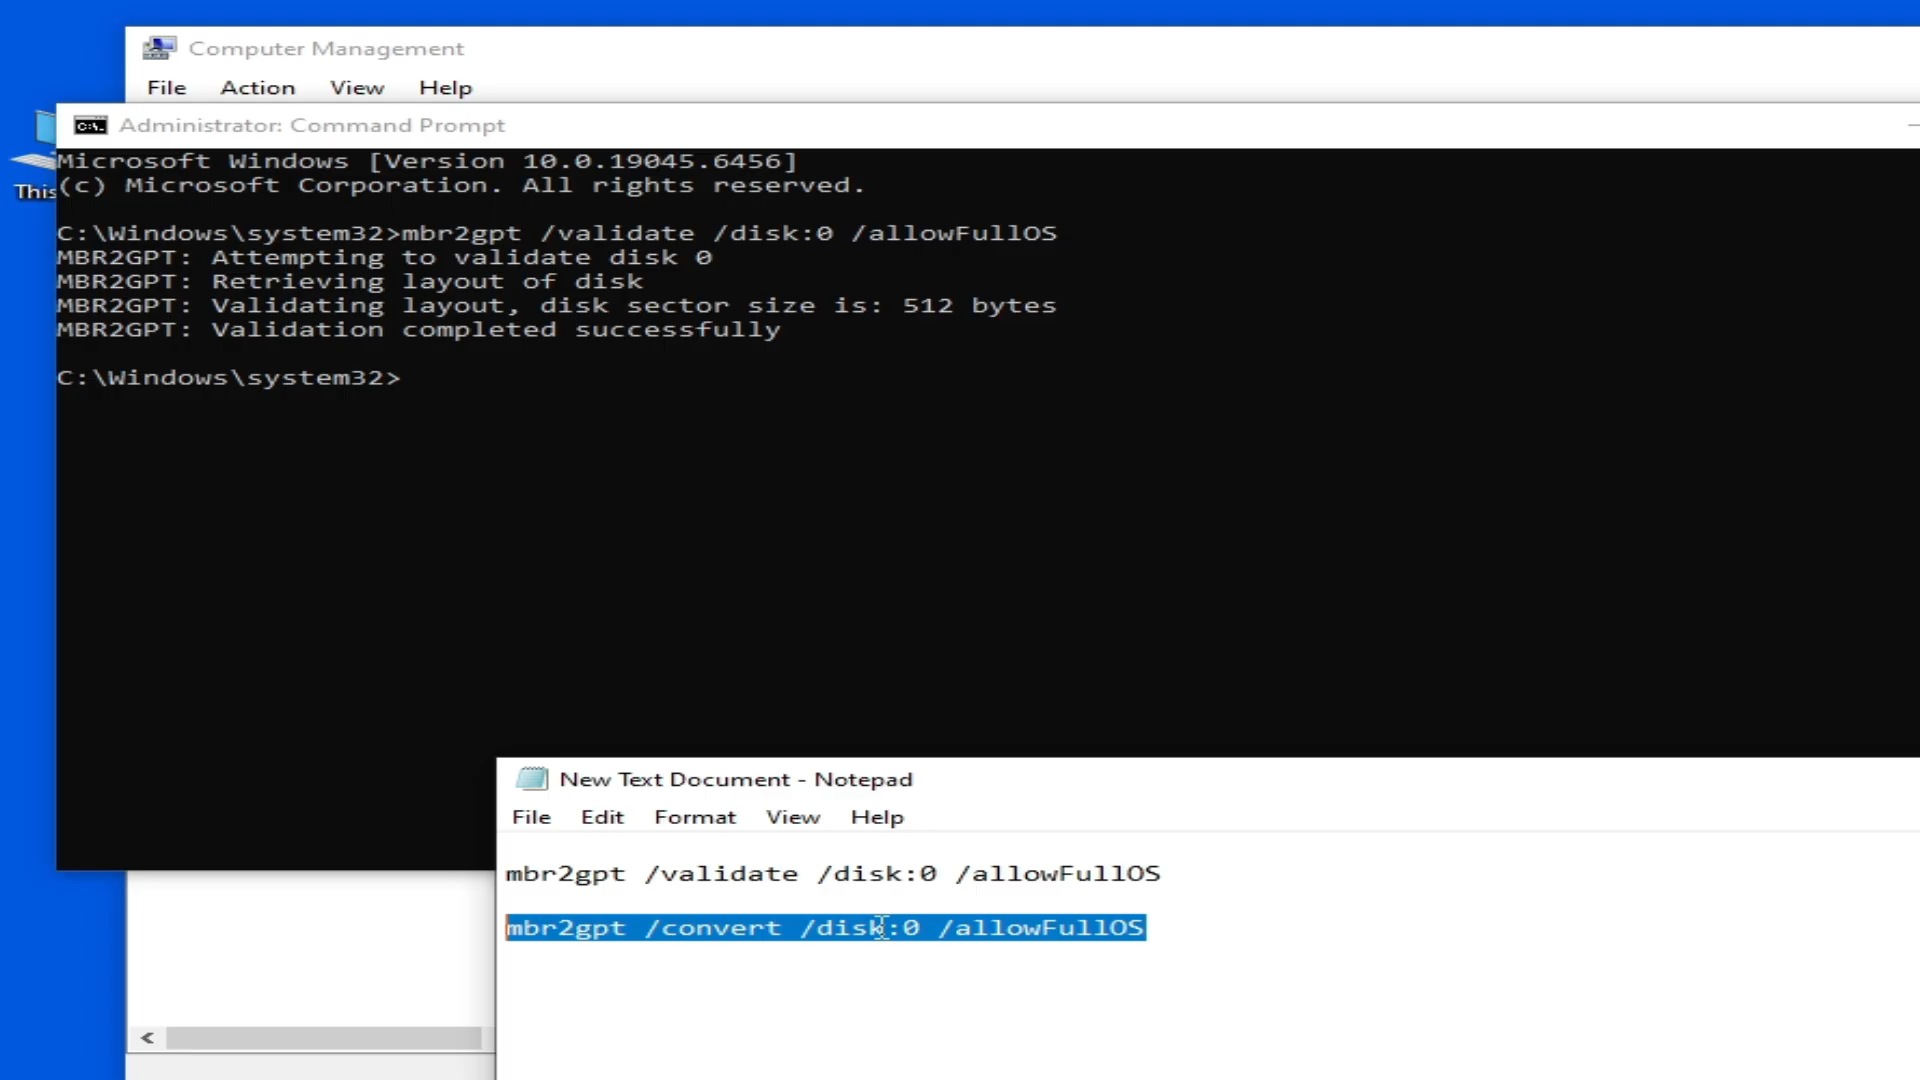 Computer Management
File Action View Help
Administrator: Command Prompt
Microsoft Windows [Version 10.0.19045.6456]
(c) Microsoft Corporation. All rights reserved.
This
C:\Windows\system32>mbr2gpt /validate /disk:0 /allowFullOS
MBR2GPT: Attempting to validate disk 0
MBR2GPT: Retrieving layout of disk
MBR2GPT: Validating layout, disk sector size is: 512 bytes
MBR2GPT: Validation completed successfully
C:\Windows\system32>
New Text Document - Notepad
File Edit Format View Help
mbr2gpt /validate /disk:0 /allowFullOS
mbr2gpt /convert /disk:0 /allowFullOS